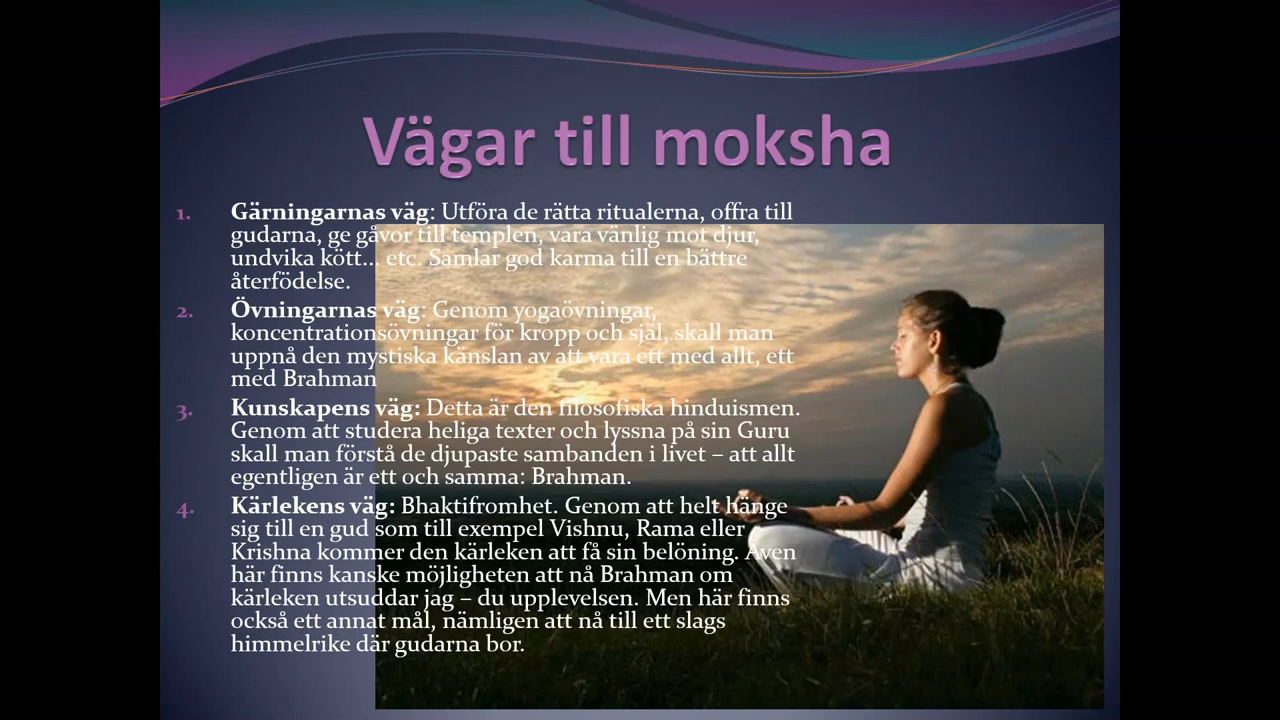 Vägar till moksha
1. Gärningarnas väg: Utföra de rätta ritualerna, offra till
gudarna, ge gåvor till templen, vara vänlig mot djur,
undvika kött... etc. Samlar god karma till en bättre
återfödelse.
2. Övningarnas väg: Genom yogaövningar,
koncentrationsövningar för kropp och själ, skall man
uppnå den mystiska känslan av att vara ett med allt, ett
med Brahman
3. Kunskapens väg: Detta är den filosofiska hinduismen.
Genom att studera heliga texter och lyssna på sin Guru
skall man förstå de djupaste sambanden i livet – att allt
egentligen är ett och samma: Brahman.
4. Kärlekens väg: Bhaktifromhet. Genom att helt hänge
sig till en gud som till exempel Vishnu, Rama eller
Krishna kommer den kärleken att få sin belöning. Även
här finns kanske möjligheten att nå Brahman om
kärleken utsuddar jag – du upplevelsen. Men här finns
också ett annat mål, nämligen att nå till ett slags
himmelrike där gudarna bor.